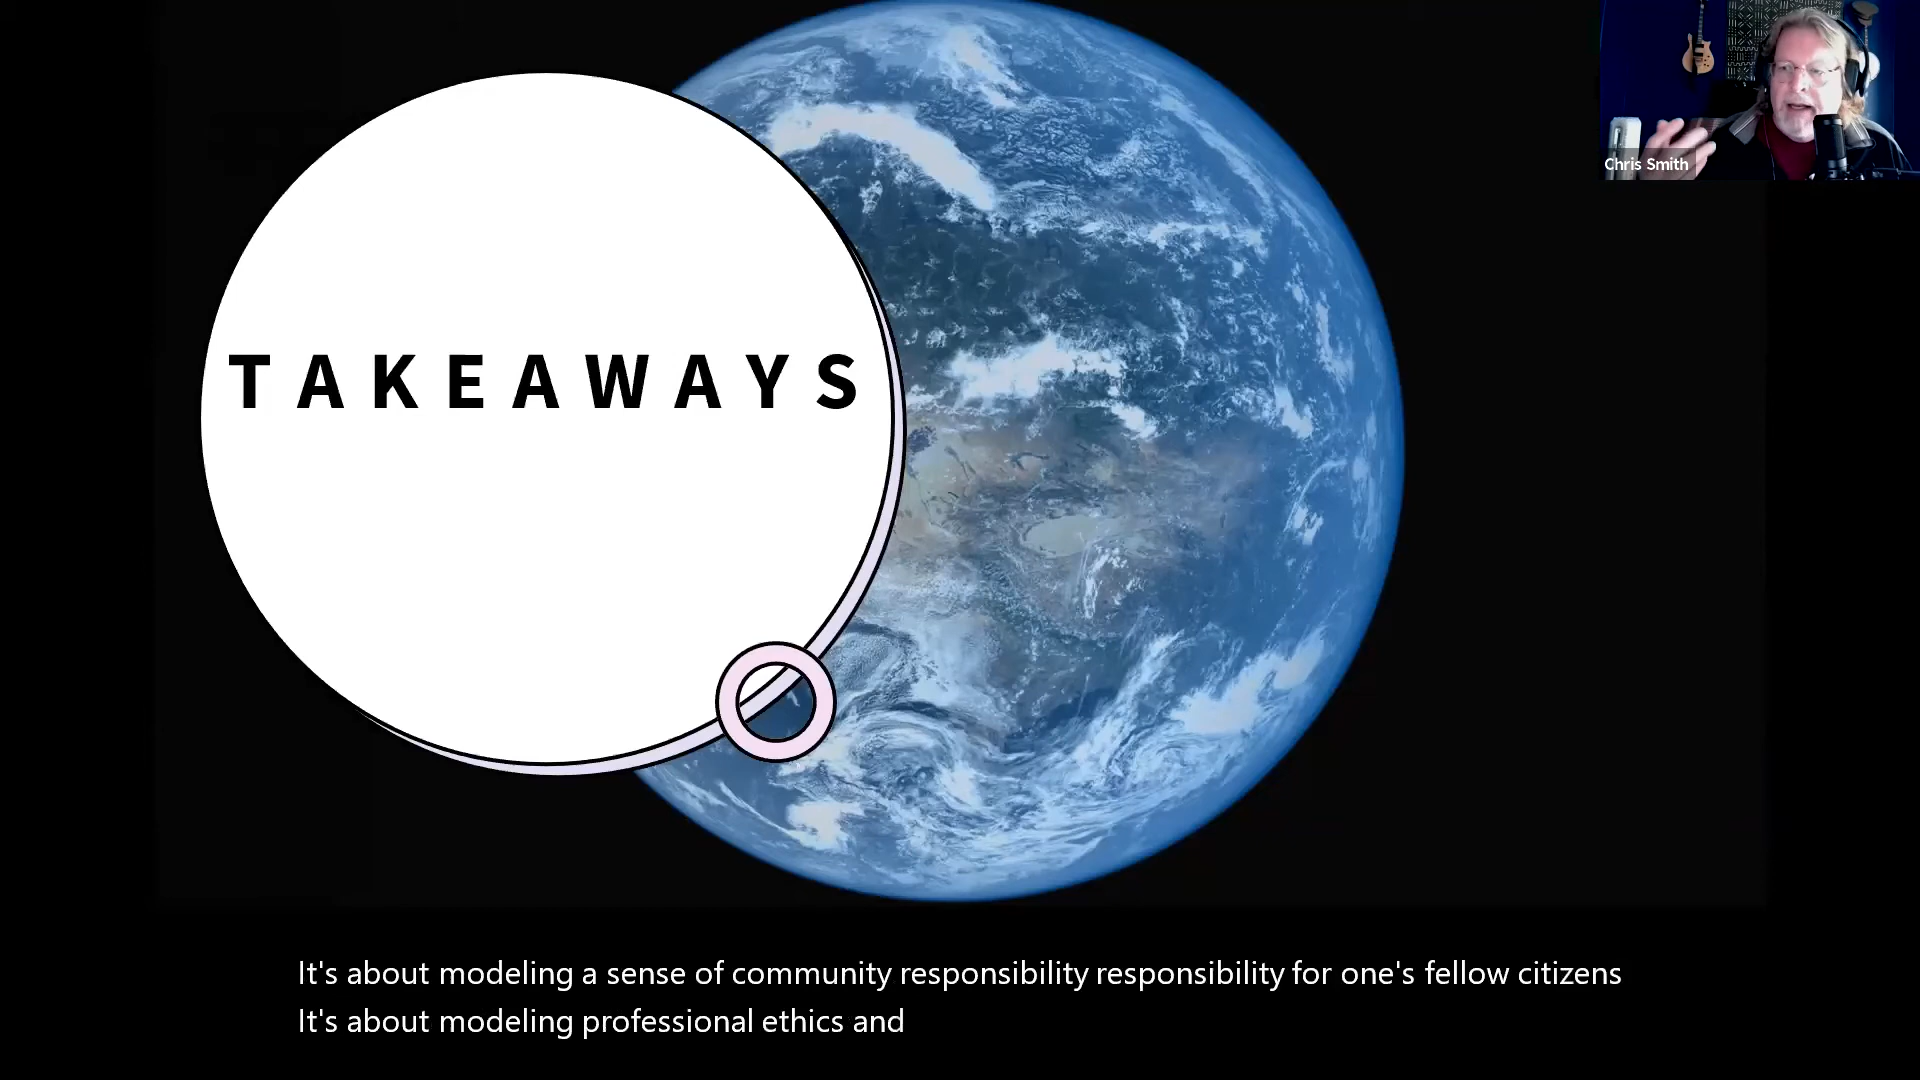 TAKEAWAYS
Chris Smith
It's about modeling a sense of community responsibility responsibility for one's fellow citizens
It's about modeling professional ethics and